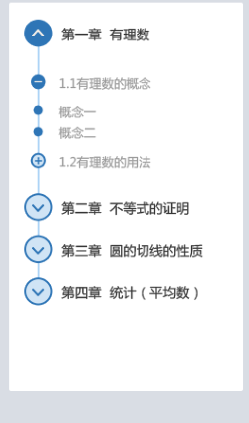 第一章 有理数
1.1有理数的概念
概念一
概念二
1.2有理数的用法
第二章 不等式的证明
第三章 圆的切线的性质
第四章 统计（平均数）